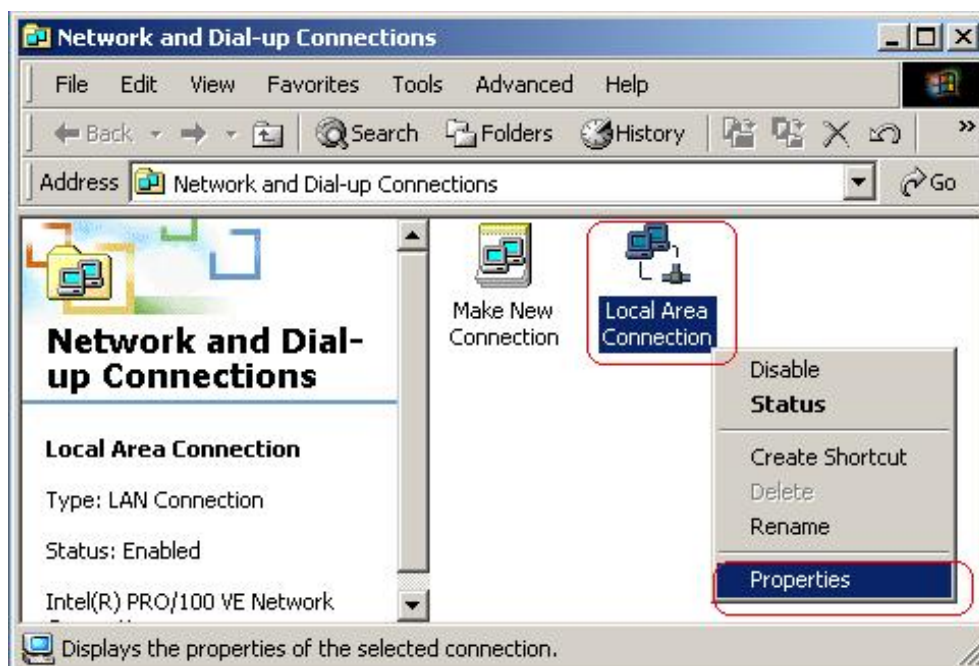 Network and Dial-up Connections
File Edit View Favorites Tools Advanced Help
Back Search Folders History »
Address Network and Dial-up Connections Go
Network and Dial-
up Connections
Local Area Connection
Type: LAN Connection
Status: Enabled
Intel(R) PRO/100 VE Network
Make New
Connection
Local Area
Connection
Disable
Status
Create Shortcut
Delete
Rename
Properties
Displays the properties of the selected connection.